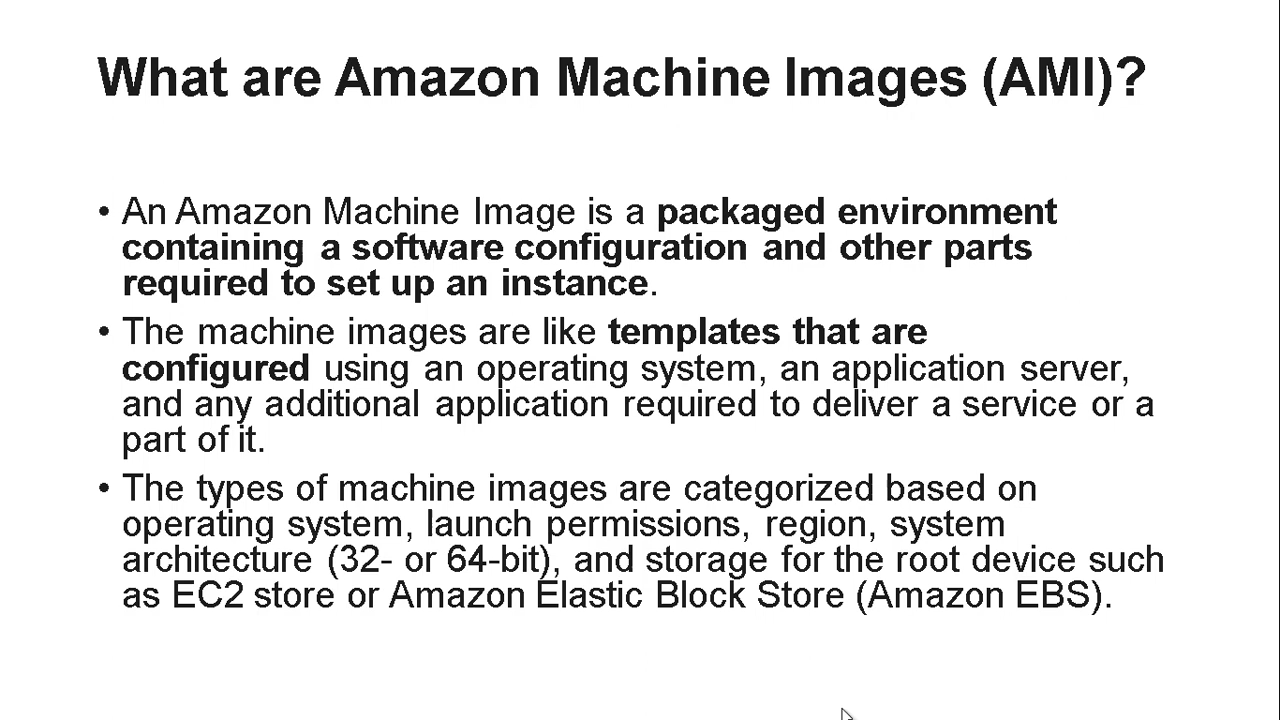 What are Amazon Machine Images (AMI)?
• An Amazon Machine Image is a packaged environment
containing a software configuration and other parts
required to set up an instance.
• The machine images are like templates that are
configured using an operating system, an application server,
and any additional application required to deliver a service or a
part of it.
• The types of machine images are categorized based on
operating system, launch permissions, region, system
architecture (32- or 64-bit), and storage for the root device such
as EC2 store or Amazon Elastic Block Store (Amazon EBS).